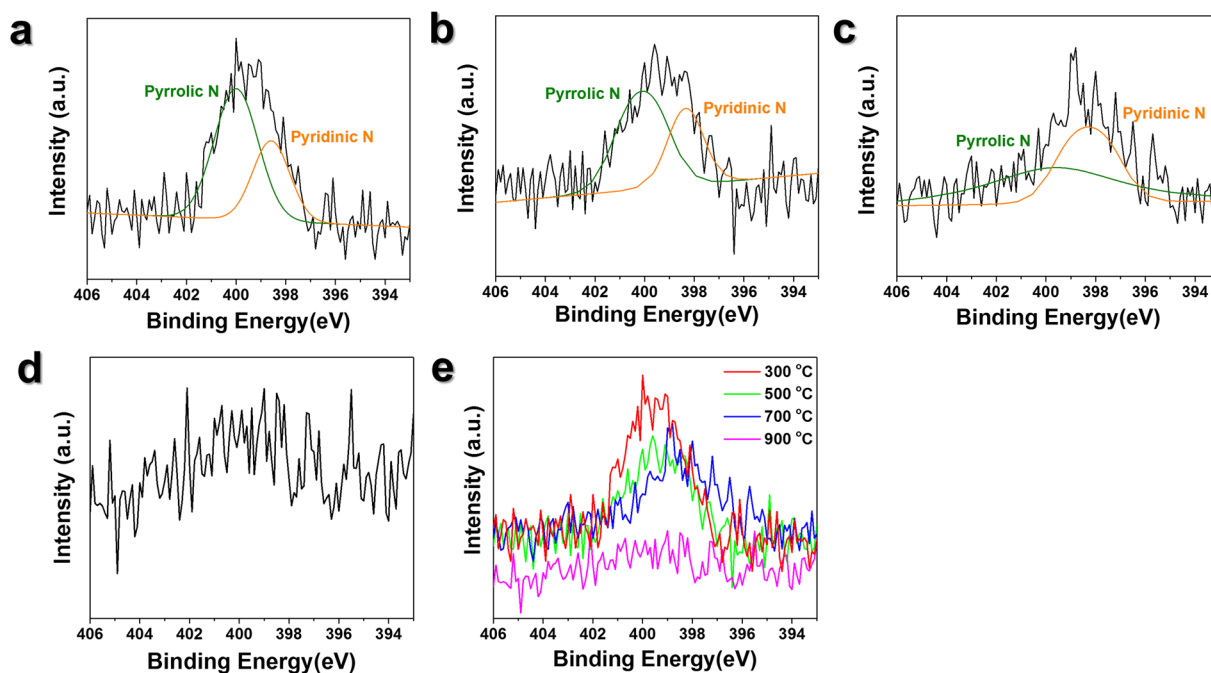 a
Intensity (a.u.)
Pyrrolic N
Pyridinic N
406 404 402 400 398 396 394
Binding Energy(eV)
b
Intensity (a.u.)
Pyrrolic N
Pyridinic N
406 404 402 400 398 396 394
Binding Energy(eV)
c
Intensity (a.u.)
Pyrrolic N
Pyridinic N
406 404 402 400 398 396 394
Binding Energy(eV)
d
Intensity (a.u.)
406 404 402 400 398 396 394
Binding Energy(eV)
e
Intensity (a.u.)
300 °C
500 °C
700 °C
900 °C
406 404 402 400 398 396 394
Binding Energy(eV)